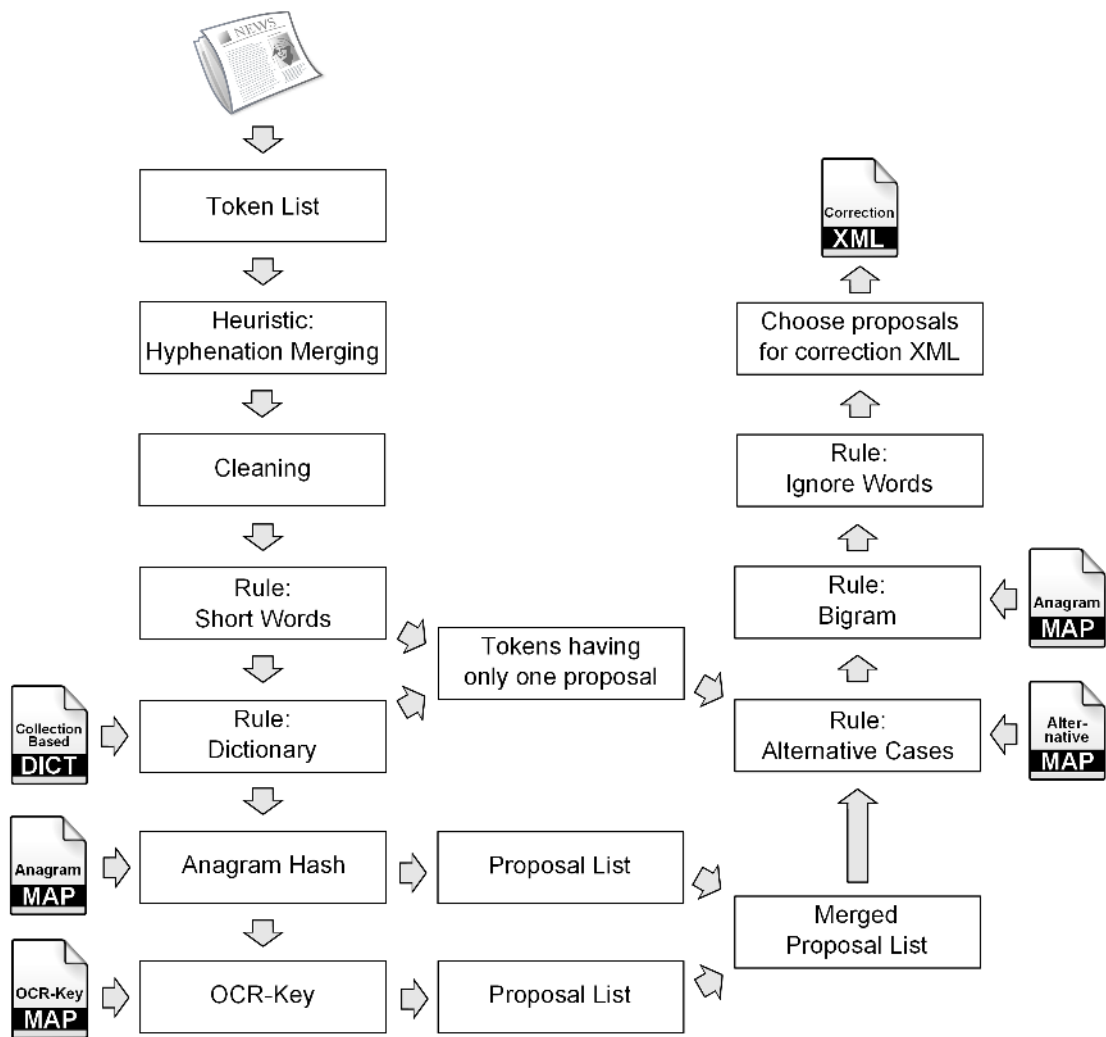 NEWS
Token List
Heuristic:
Hyphenation Merging
Cleaning
Rule:
Short Words
Collection
Based
DICT
Rule:
Dictionary
Anagram
MAP
Anagram Hash
OCR-Key
MAP
OCR-Key
Tokens having
only one proposal
Proposal List
Proposal List
Merged
Proposal List
Rule:
Alternative Cases
Alter-
native
MAP
Rule:
Bigram
Anagram
MAP
Rule:
Ignore Words
Choose proposals
for correction XML
Correction
XML